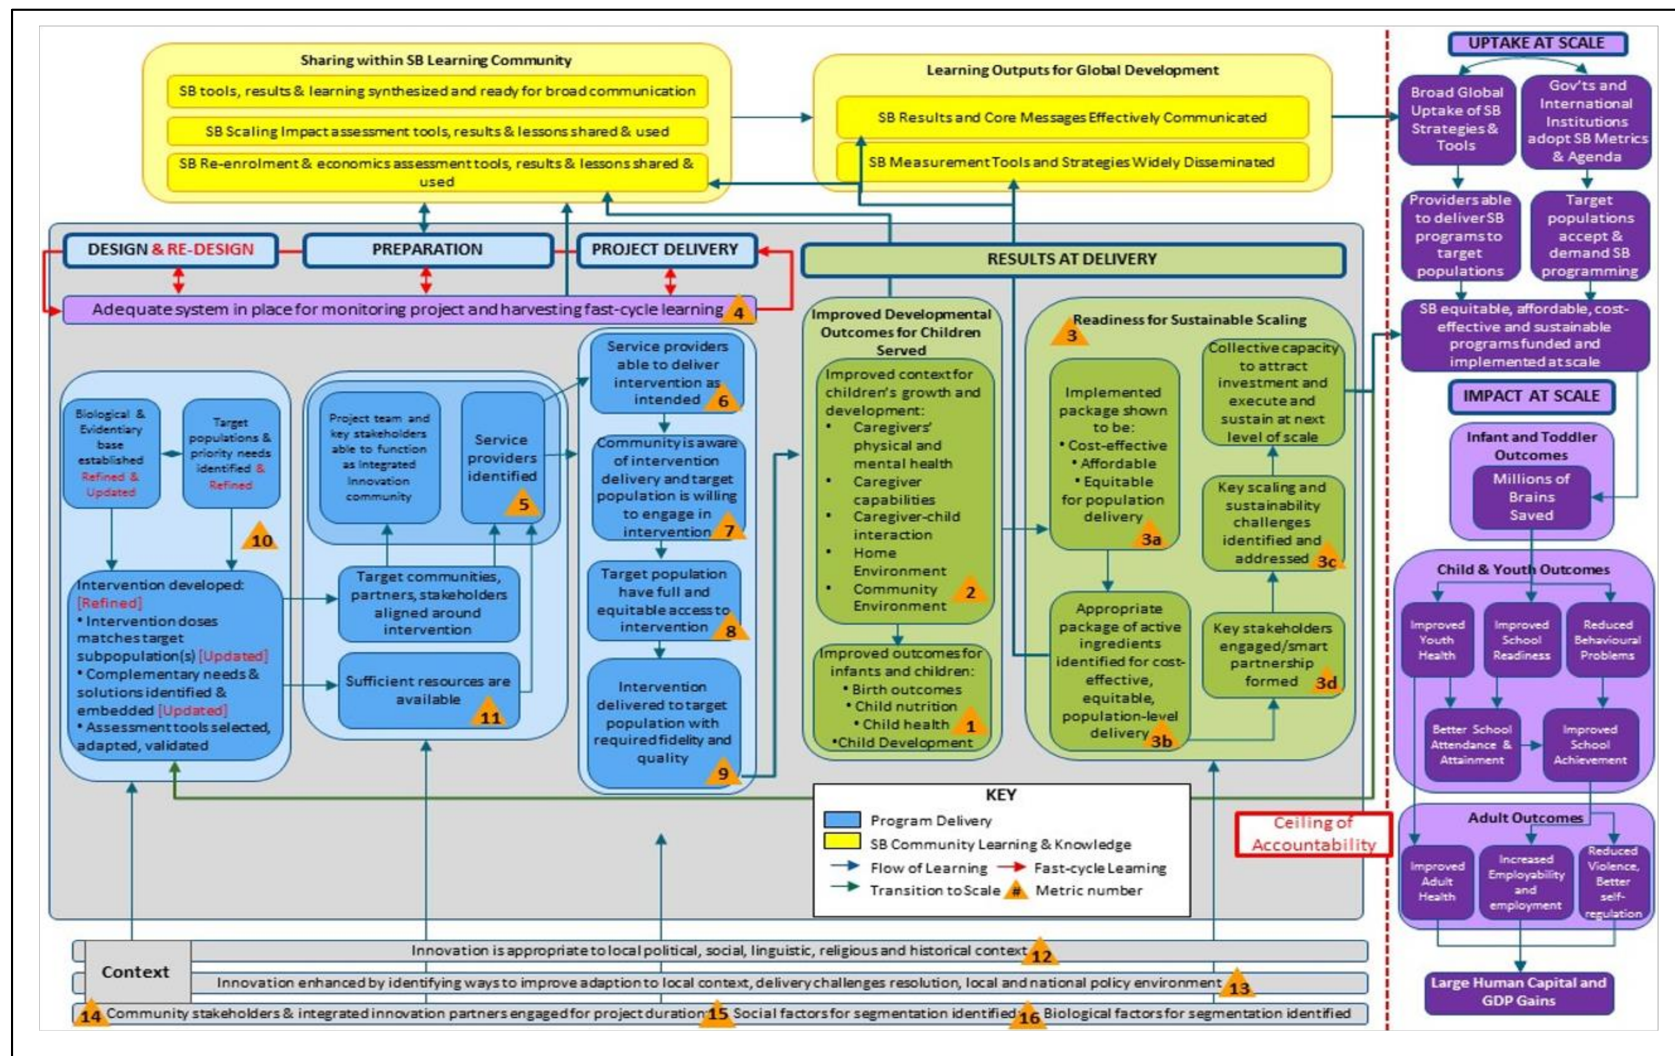 Sharing within SB Learning Community
SB tools, results & learning synthesized and ready for broad communication
SB Scaling Impact assessment tools, results & lessons shared & used
SB Re-enrolment & economics assessment tools, results & lessons shared &
used
Learning Outputs for Global Development
SB Results and Core Messages Effectively Communicated
SB Measurement Tools and Strategies Widely Disseminated
UPTAKE AT SCALE
Broad Global
Uptake of SB
Strategies &
Tools
Gov'ts and
International
Institutions
adopt SB Metrics
& Agenda
Providers able
to deliver SB
programs to
target
populations
Target
populations
accept &
demand SB
programming
SB equitable, affordable, cost-
effective and sustainable
programs funded and
implemented at scale
DESIGN & RE-DESIGN
PREPARATION
PROJECT DELIVERY
RESULTS AT DELIVERY
Adequate system in place for monitoring project and harvesting fast-cycle learning
4
Biological &
Evidentiary
base
established
Refined &
Updated
Target
populations &
priority needs
identified &
Refined
10
Intervention developed:
[Refined]
• Intervention doses
matches target
subpopulation(s) [Updated]
• Complementary needs &
solutions identified &
embedded [Updated]
• Assessment tools selected,
adapted, validated
Project team and
key stakeholders
able to function
as Integrated
Innovation
community
Service
providers
identified
5
Target communities,
partners, stakeholders
aligned around
intervention
Sufficient resources are
available
11
Service providers
able to deliver
intervention as
intended
6
Community is aware
of intervention
delivery and target
population is willing
to engage in
intervention
7
Target population
have full and
equitable access to
intervention
8
Intervention
delivered to target
population with
required fidelity and
quality
9
Improved Developmental
Outcomes for Children
Served
Improved context for
children's growth and
development:
• Caregivers'
physical and
mental health
• Caregiver
capabilities
• Caregiver-child
interaction
• Home
Environment
• Community
Environment
2
Improved outcomes for
infants and children:
• Birth outcomes
• Child nutrition
• Child health
• Child Development
1
Readiness for Sustainable Scaling
3
Implemented
package shown
to be:
• Cost-effective
• Affordable
• Equitable
for population
delivery
3a
Appropriate
package of active
ingredients
identified for cost-
effective,
equitable,
population-level
delivery
3b
Collective capacity
to attract
investment and
execute and
sustain at next
level of scale
Key scaling and
sustainability
challenges
identified and
addressed
3c
Key stakeholders
engaged/smart
partnership
formed
3d
KEY
Program Delivery
SB Community Learning & Knowledge
Flow of Learning
Fast-cycle Learning
Transition to Scale
# Metric number
Ceiling of
Accountability
IMPACT AT SCALE
Infant and Toddler
Outcomes
Millions of
Brains
Saved
Child & Youth Outcomes
Improved
Youth
Health
Improved
School
Readiness
Reduced
Behavioural
Problems
Better School
Attendance &
Attainment
Improved
School
Achievement
Adult Outcomes
Improved
Adult
Health
Increased
Employability
and
employment
Reduced
Violence,
Better
self-
regulation
Large Human Capital and
GDP Gains
Context
Innovation is appropriate to local political, social, linguistic, religious and historical context
12
Innovation enhanced by identifying ways to improve adaption to local context, delivery challenges resolution, local and national policy environment
13
14 Community stakeholders & integrated innovation partners engaged for project duration 15 Social factors for segmentation identified 16 Biological factors for segmentation identified